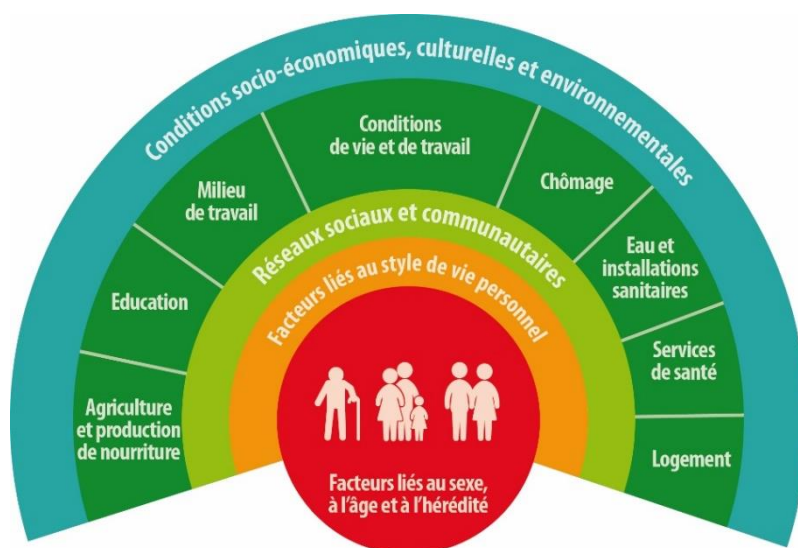 Conditions socio-économiques, culturelles et environnementales
Conditions
de vie et de travail
Milieu
de travail
Chômage
Education
Eau et
installations
sanitaires
Agriculture
et production
de nourriture
Services
de santé
Logement
Réseaux sociaux et communautaires
Facteurs liés au style de vie personnel
Facteurs liés au sexe,
à l'âge et à l'hérédité